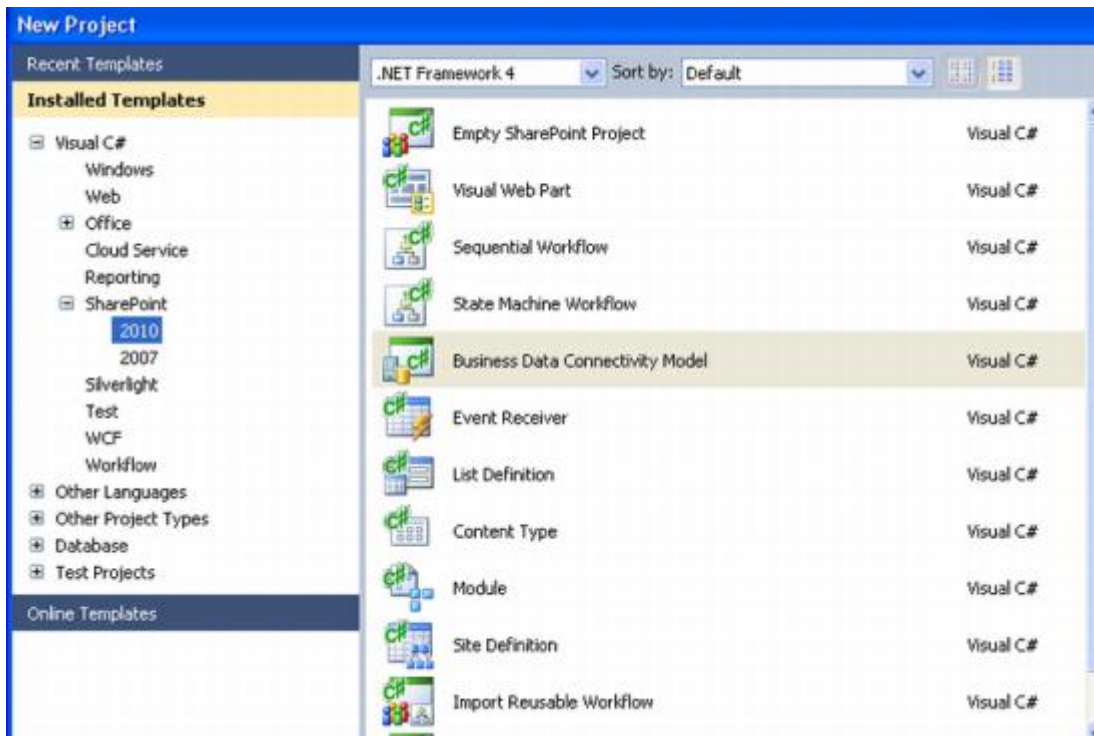 New Project
Recent Templates
Installed Templates
Visual C#
Windows
Web
Office
Cloud Service
Reporting
SharePoint
2010
2007
Silverlight
Test
WCF
Workflow
Other Languages
Other Project Types
Database
Test Projects
Online Templates
.NET Framework 4 Sort by: Default
Empty SharePoint Project Visual C#
Visual Web Part Visual C#
Sequential Workflow Visual C#
State Machine Workflow Visual C#
Business Data Connectivity Model Visual C#
Event Receiver Visual C#
List Definition Visual C#
Content Type Visual C#
Module Visual C#
Site Definition Visual C#
Import Reusable Workflow Visual C#